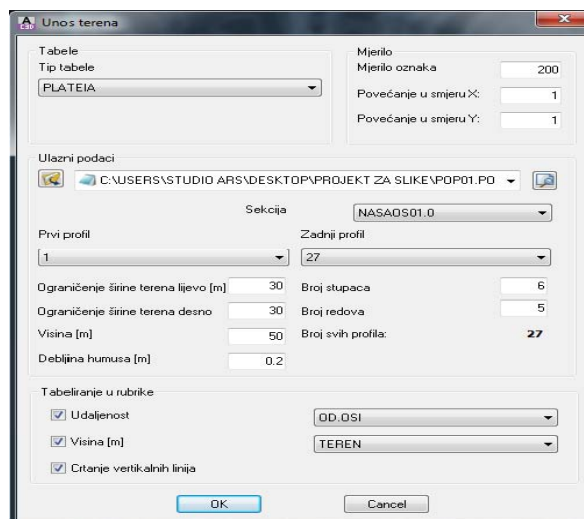 Unos terena
Tabele
Tip tabele
PLATEIA
Mjerilo
Mjerilo oznaka 200
Povećanje u smjeru X: 1
Povećanje u smjeru Y: 1
Ulazni podaci
C:\USERS\STUDIO ARS\DESKTOP\PROJEKT ZA SLIKE\POP01.PO
Sekcija NASAOS01.0
Prvi profil Zadnji profil
1 27
Ograničenje širine terena lijevo [m] 30 Broj stupaca 6
Ograničenje širine terena desno 30 Broj redova 5
Visina [m] 50 Broj svih profila: 27
Debljina humusa [m] 0.2
Tabeliranje u rubrike
Udaljenost OD.OSI
Visina [m] TEREN
Crtanje vertikalnih linija
OK Cancel